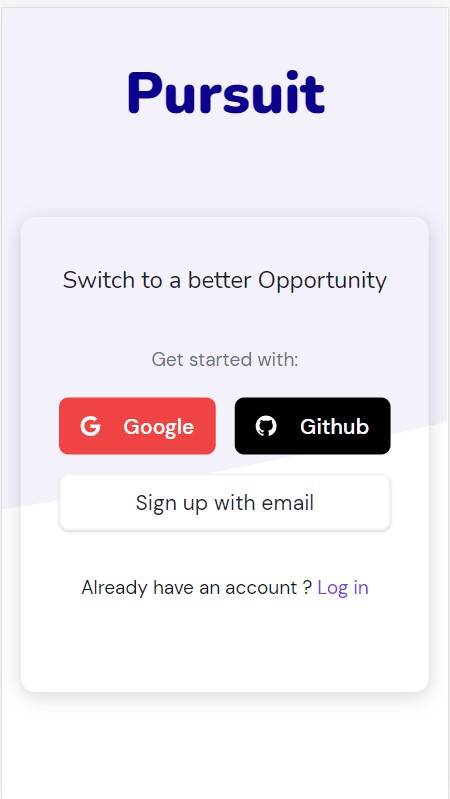 Pursuit
Switch to a better Opportunity
Get started with:
Google Github
Sign up with email
Already have an account ? Log in